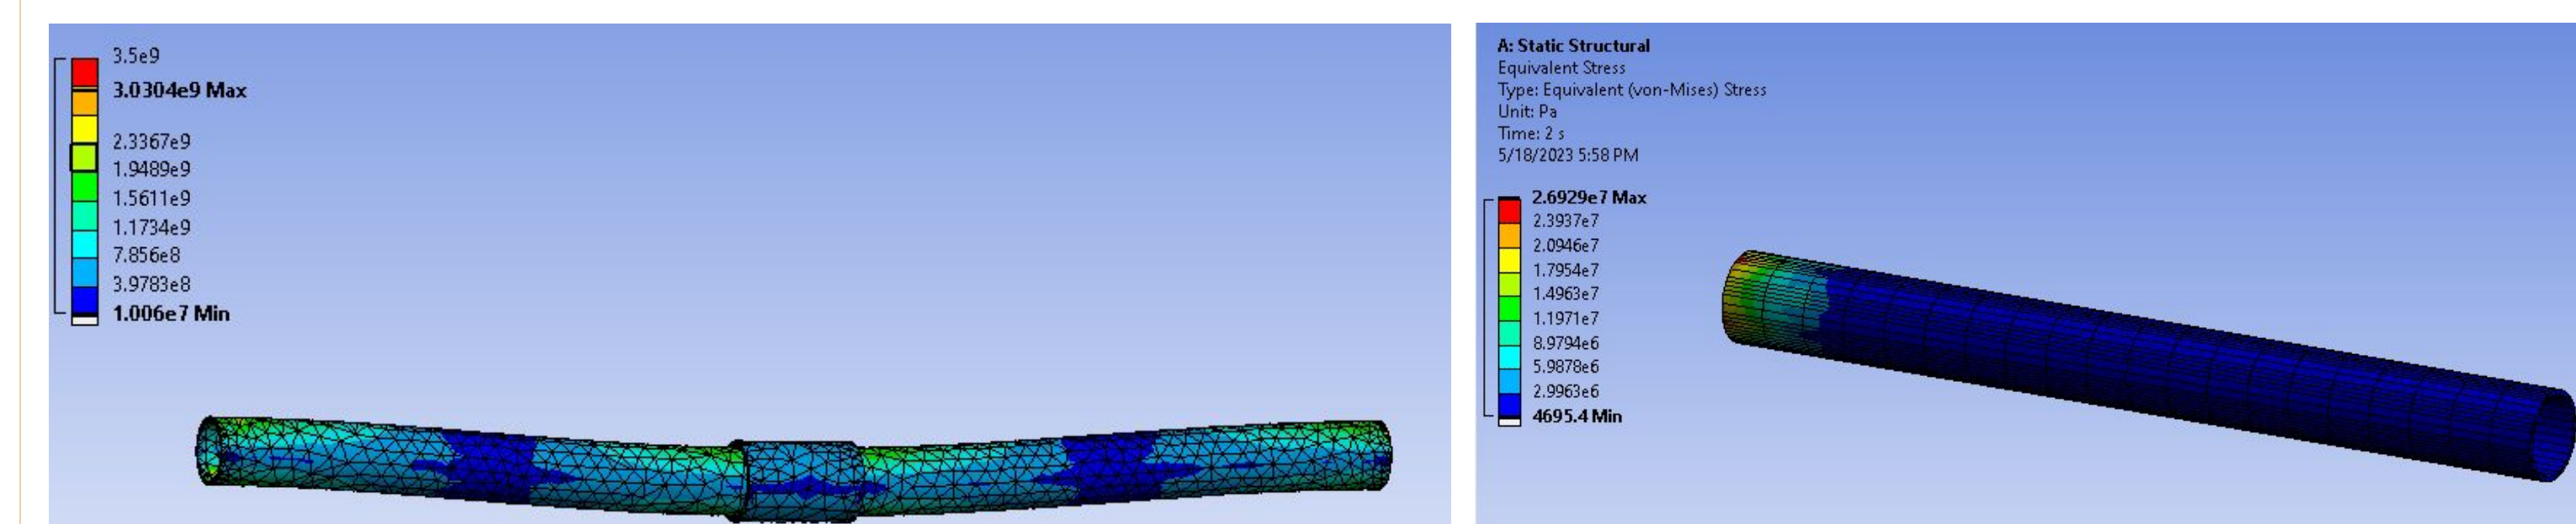 3.5e9
3.0304e9 Max
2.3367e9
1.9489e9
1.5611e9
1.1734e9
7.856e8
3.9783e8
1.006e7 Min
A: Static Structural
Equivalent Stress
Type: Equivalent (von-Mises) Stress
Unit: Pa
Time: 2 s
5/18/2023 5:58 PM
2.6929e7 Max
2.3937e7
2.0946e7
1.7954e7
1.4963e7
1.1971e7
8.9794e6
5.9878e6
2.9963e6
4695.4 Min